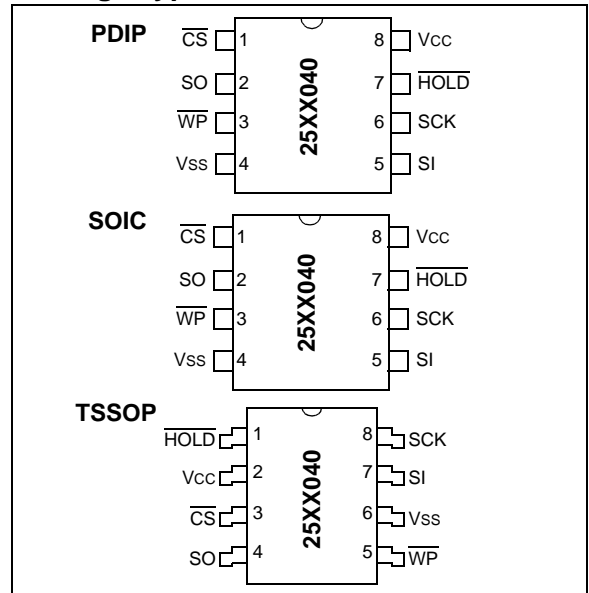 PDIP
CS 1 8 Vcc
SO 2 7 HOLD
WP 3 6 SCK
Vss 4 5 SI
25XX040
SOIC
CS 1 8 Vcc
SO 2 7 HOLD
WP 3 6 SCK
Vss 4 5 SI
25XX040
TSSOP
HOLD 1 8 SCK
Vcc 2 7 SI
CS 3 6 Vss
SO 4 5 WP
25XX040